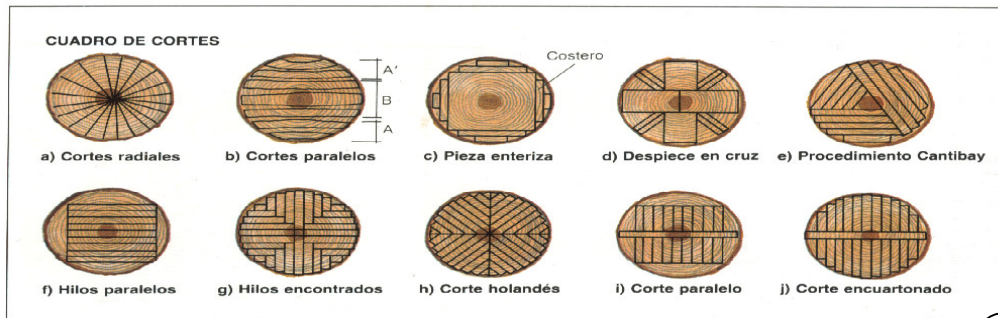 CUADRO DE CORTES
A'
B
A
Costero
a) Cortes radiales
b) Cortes paralelos
c) Pieza enteriza
d) Despiece en cruz
e) Procedimiento Cantibay
f) Hilos paralelos
g) Hilos encontrados
h) Corte holandés
i) Corte paralelo
j) Corte encuartonado